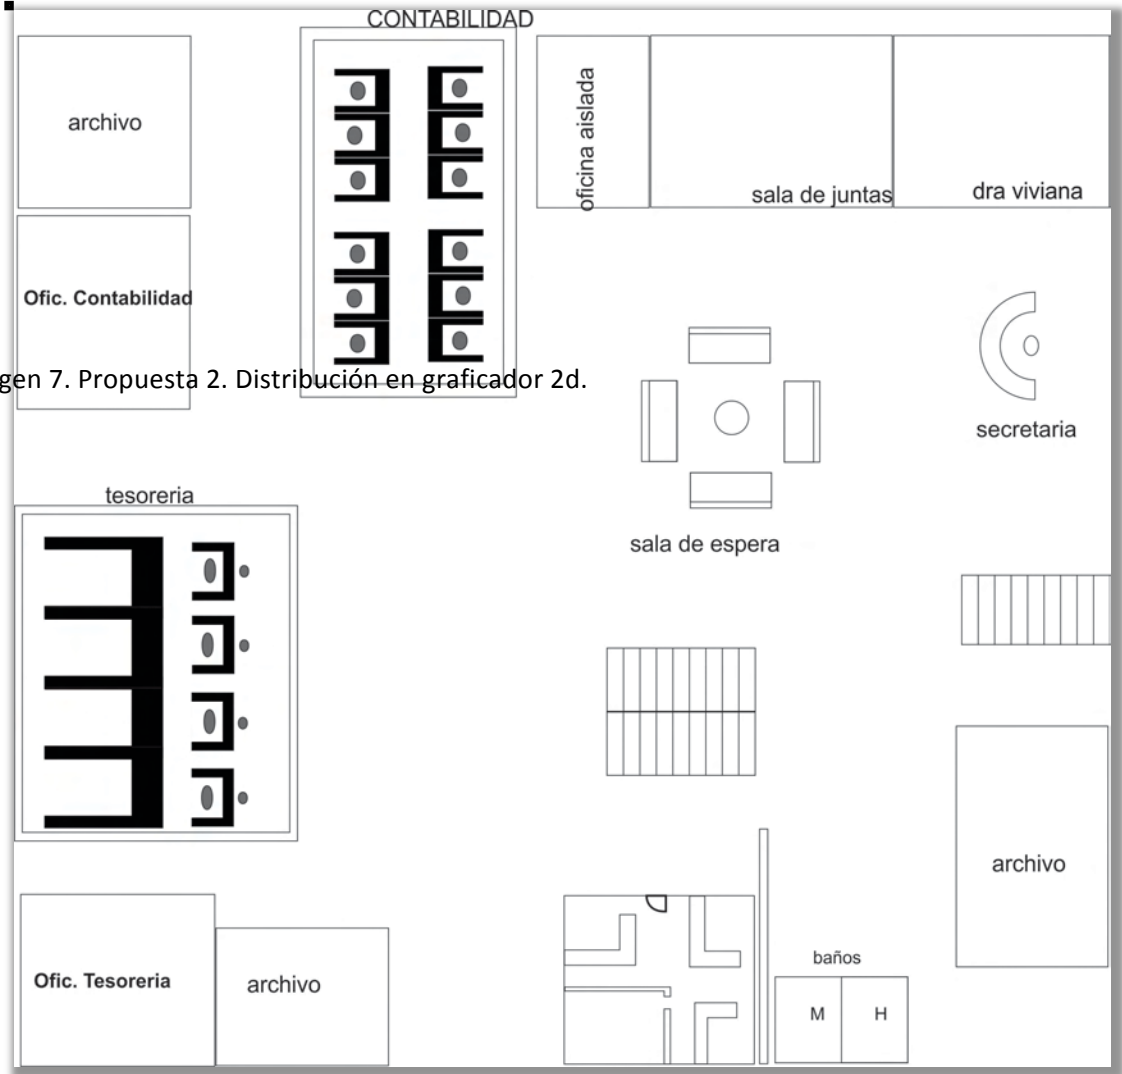 CONTABILIDAD
archivo
oficina aislada
sala de juntas
dra viviana
Ofic. Contabilidad
gen 7. Propuesta 2. Distribución en graficador 2d.
secretaria
tesoreria
sala de espera
archivo
baños
Ofic. Tesoreria
archivo
M
H